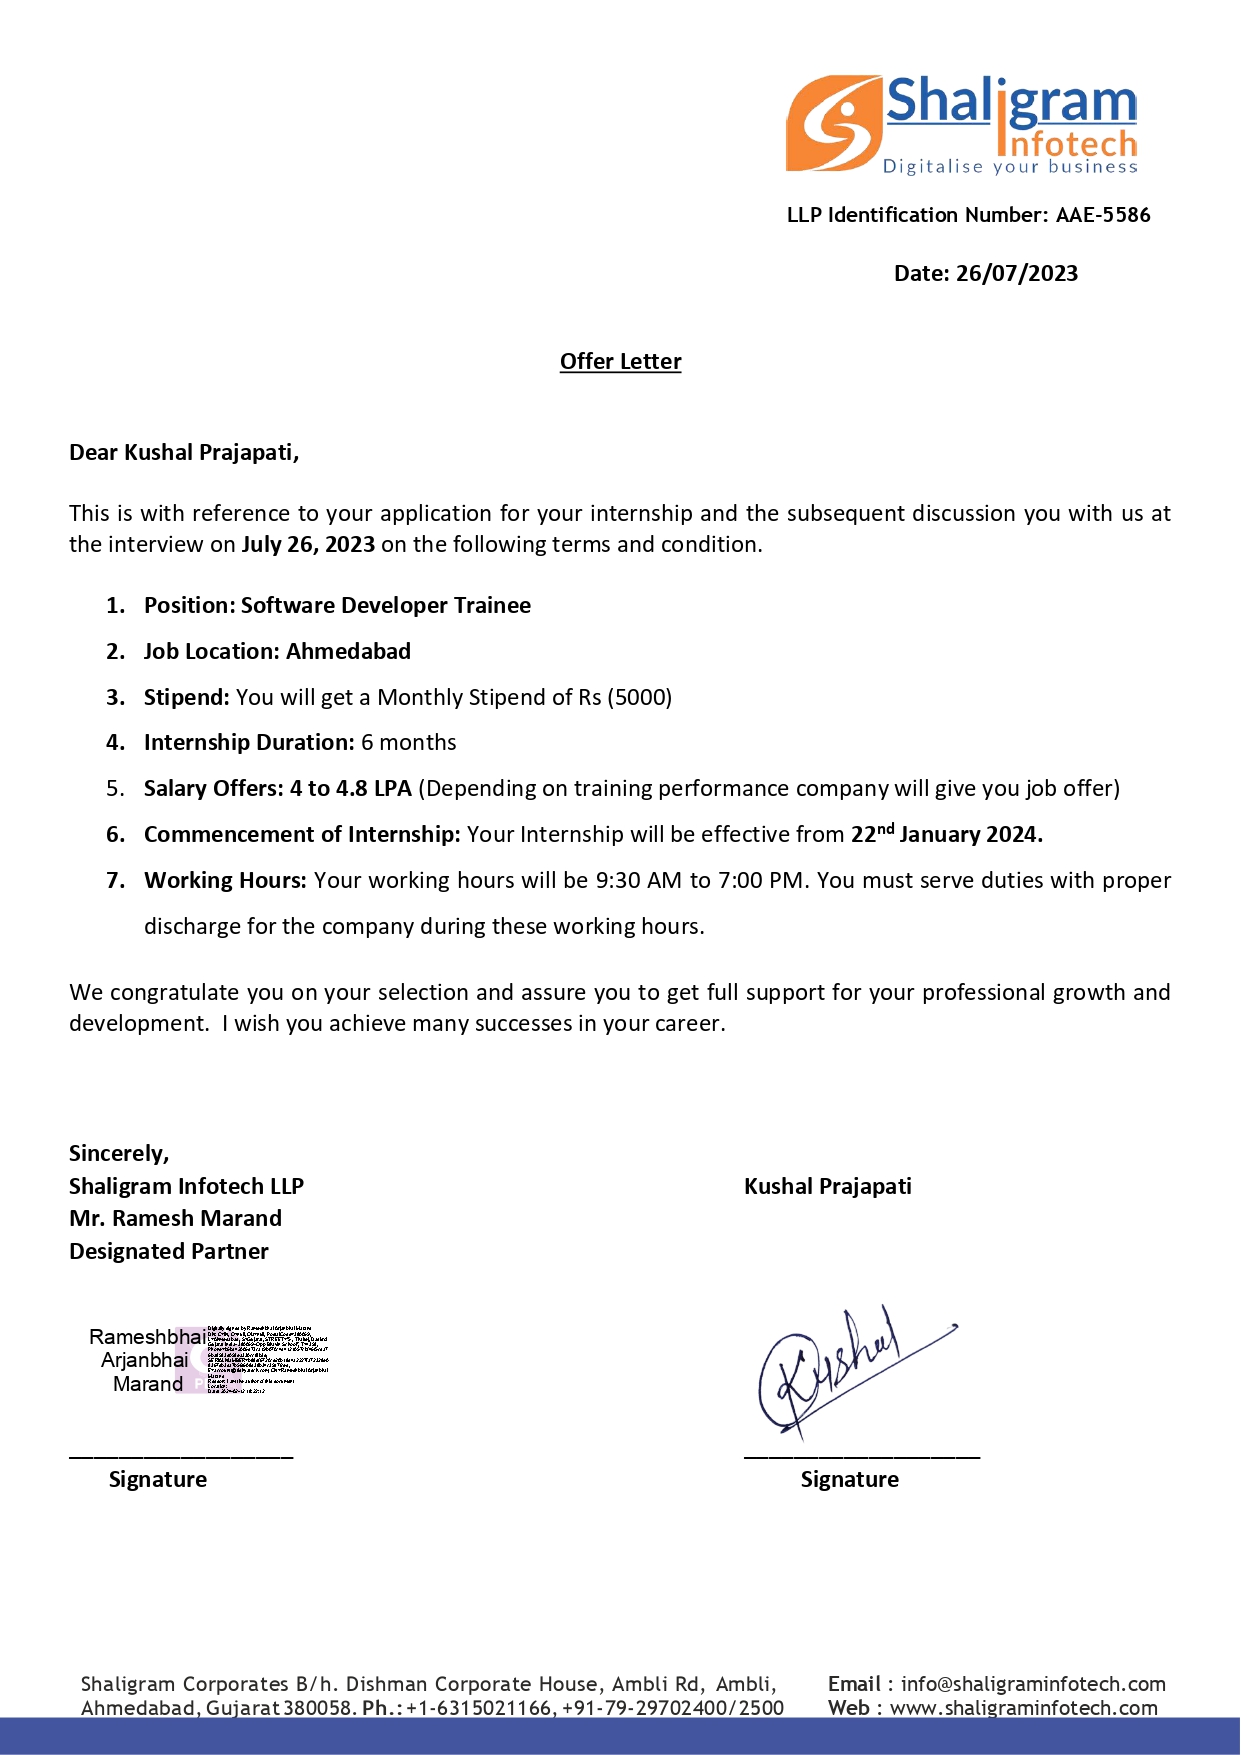 Shaligram
Infotech
Digitalise your business
LLP Identification Number: AAE-5586
Date: 26/07/2023
Offer Letter
Dear Kushal Prajapati,
This is with reference to your application for your internship and the subsequent discussion you with us at
the interview on July 26, 2023 on the following terms and condition.
1. Position: Software Developer Trainee
2. Job Location: Ahmedabad
3. Stipend: You will get a Monthly Stipend of Rs (5000)
4. Internship Duration: 6 months
5. Salary Offers: 4 to 4.8 LPA (Depending on training performance company will give you job offer)
6. Commencement of Internship: Your Internship will be effective from 22nd January 2024.
7. Working Hours: Your working hours will be 9:30 AM to 7:00 PM. You must serve duties with proper
discharge for the company during these working hours.
We congratulate you on your selection and assure you to get full support for your professional growth and
development. I wish you achieve many successes in your career.
Sincerely,
Shaligram Infotech LLP
Kushal Prajapati
Mr. Ramesh Marand
Designated Partner
Rameshbhai
Arjanbhai
Marand
Kushal
Signature
Signature
Shaligram Corporates B/h. Dishman Corporate House, Ambli Rd, Ambli,
Ahmedabad, Gujarat 380058. Ph.: +1-6315021166, +91-79-29702400/2500
Email : info@shaligraminfotech.com
Web : www.shaligraminfotech.com